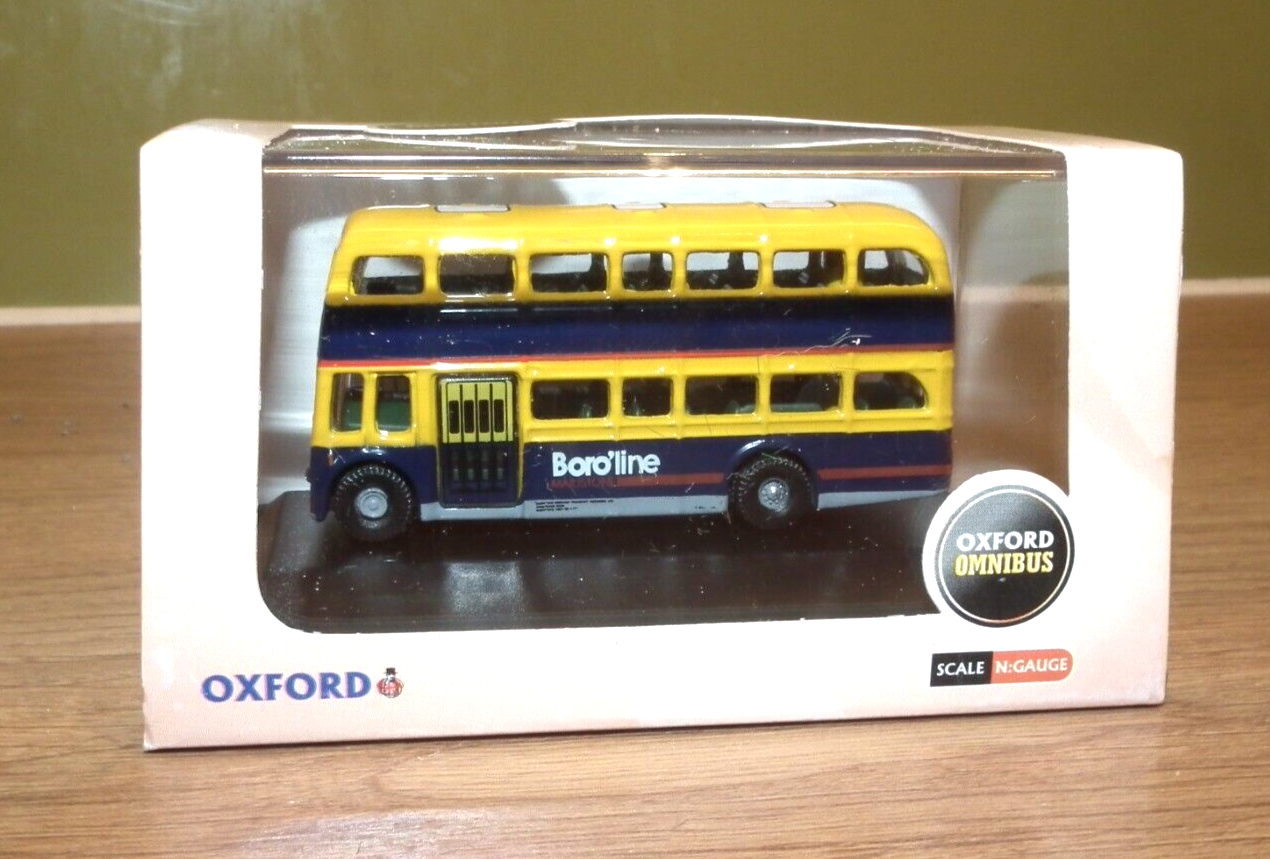 Boro'line
MAIDSTONE
OXFORD
OMNIBUS
OXFORD
SCALE N:GAUGE